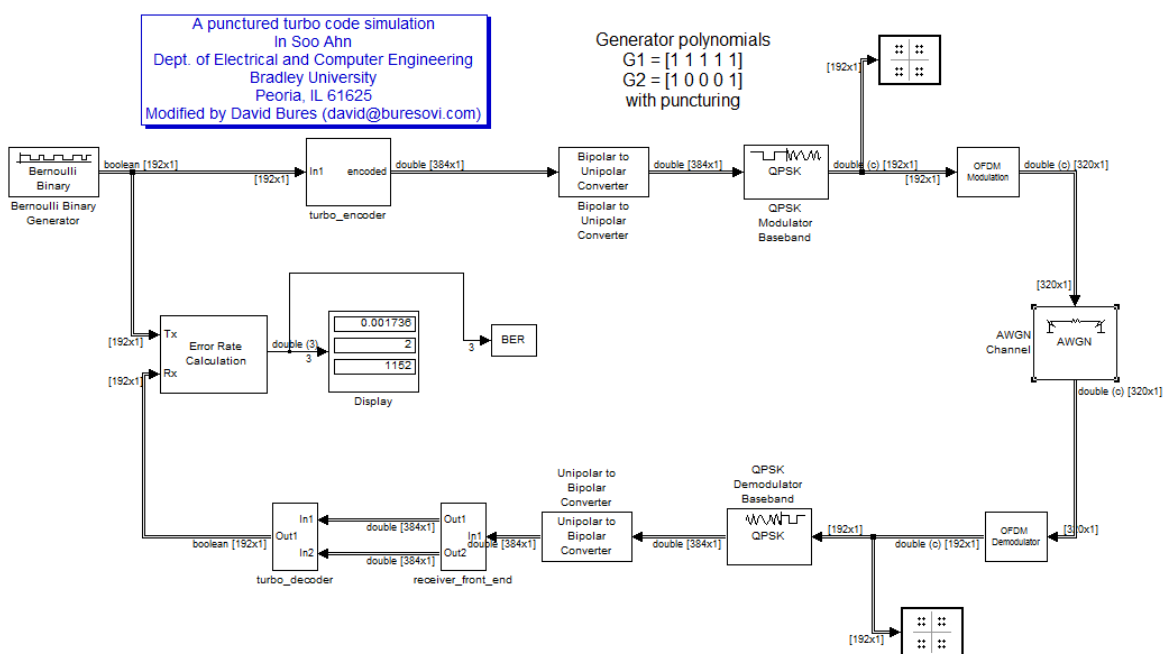 A punctured turbo code simulation
In Soo Ahn
Dept. of Electrical and Computer Engineering
Bradley University
Peoria, IL 61625
Modified by David Bures (david@buresovi.com)
Generator polynomials
G1 = [1 1 1 1 1]
G2 = [1 0 0 0 1]
with puncturing
[192x1]
Bernoulli
Binary
Bernoulli Binary
Generator
boolean [192x1]
[192x1]
In1
encoded
turbo_encoder
double [384x1]
Bipolar to
Unipolar
Converter
Bipolar to
Unipolar
Converter
double [384x1]
QPSK
QPSK
Modulator
Baseband
double (c) [192x1]
[192x1]
OFDM
Modulation
double (c) [320x1]
[320x1]
AWGN
Channel
AWGN
double (c) [320x1]
[192x1]
Tx
Rx
Error Rate
Calculation
[192x1]
double (3)
3
0.001736
2
1152
Display
3
BER
[320x1]
OFDM
Demodulator
double (c) [192x1]
[192x1]
[192x1]
QPSK
Demodulator
Baseband
QPSK
double [384x1]
Unipolar to
Bipolar
Converter
Unipolar to
Bipolar
Converter
double [384x1]
Out1
In1
Out2
receiver_front_end
double [384x1]
double [384x1]
In1
Out1
In2
turbo_decoder
boolean [192x1]